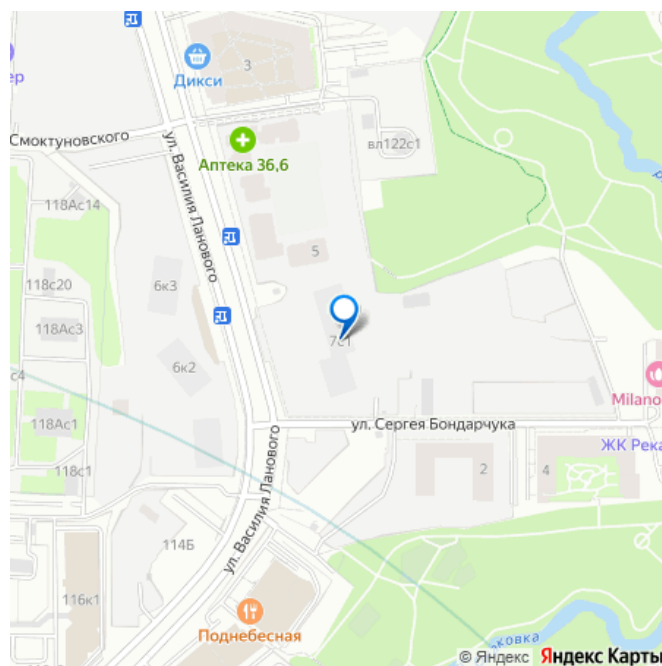 3
Дикси
Смоктуновского
вл122с1
Аптека 36,6
ул. Василия Ланового
118Ас14
5
118с20
6к3
118Ас3
7с1
6к2
с4
Milano
118Ас1
ул. Сергея Бондарчука
ЖК Река
118с1
2
4
ул. Василия Ланового
114Б
116к1
Поднебесная
© Яндекс Яндекс Карты